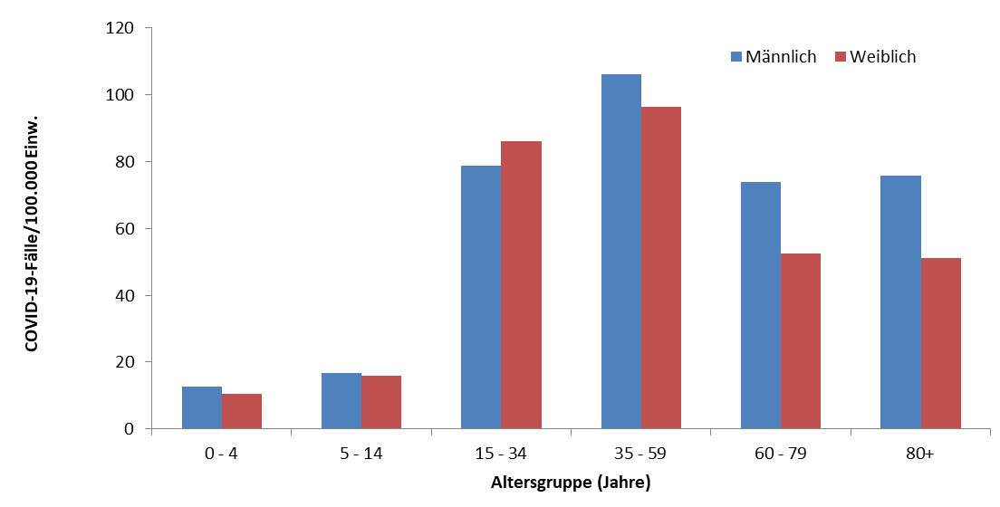 120
100
80
60
40
20
0
COVID-19-Fälle/100.000 Einw.
Männlich Weiblich
0 - 4 5 - 14 15 - 34 35 - 59 60 - 79 80+
Altersgruppe (Jahre)